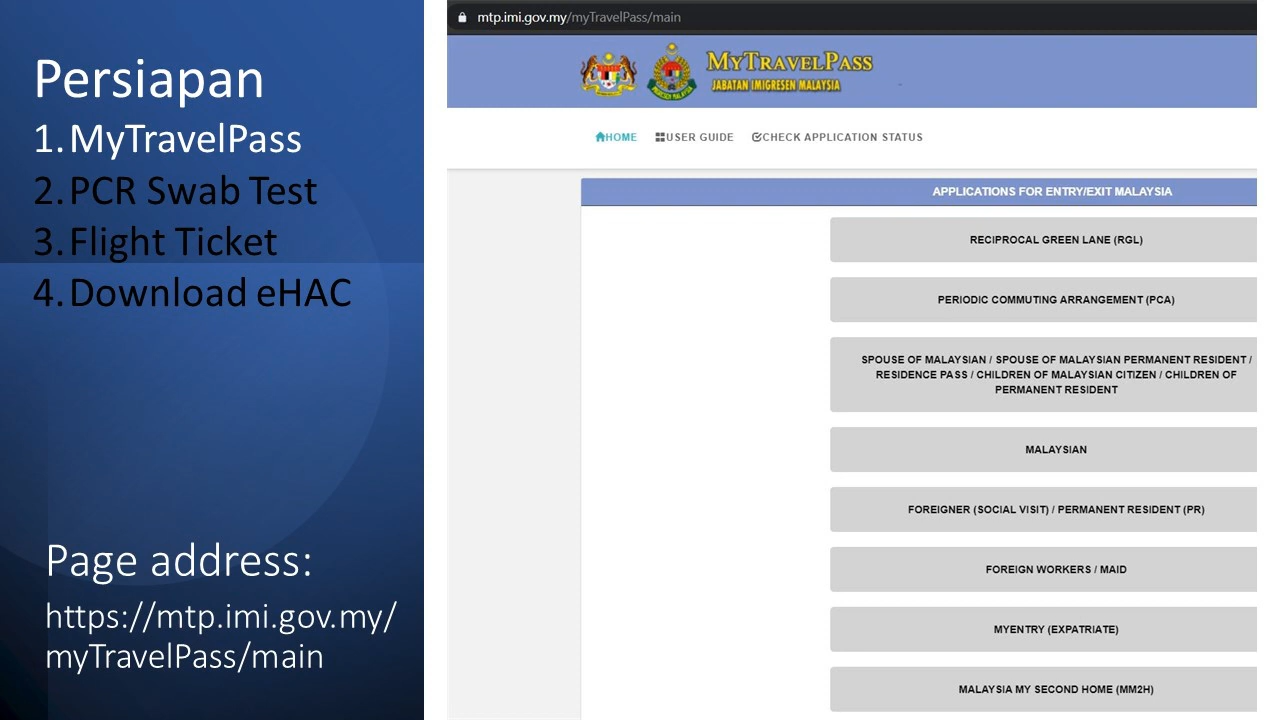 Persiapan
1.MyTravelPass
2.PCR Swab Test
3.Flight Ticket
4.Download eHAC
Page address:
https://mtp.imi.gov.my/
myTravelPass/main
mtp.imi.gov.my/myTravelPass/main
MYTRAVELPASS
JABATAN IMIGRESEN MALAYSIA
HOME USER GUIDE CHECK APPLICATION STATUS
APPLICATIONS FOR ENTRY/EXIT MALAYSIA
RECIPROCAL GREEN LANE (RGL)
PERIODIC COMMUTING ARRANGEMENT (PCA)
SPOUSE OF MALAYSIAN / SPOUSE OF MALAYSIAN PERMANENT RESIDENT /
RESIDENCE PASS / CHILDREN OF MALAYSIAN CITIZEN / CHILDREN OF
PERMANENT RESIDENT
MALAYSIAN
FOREIGNER (SOCIAL VISIT) / PERMANENT RESIDENT (PR)
FOREIGN WORKERS / MAID
MYENTRY (EXPATRIATE)
MALAYSIA MY SECOND HOME (MM2H)